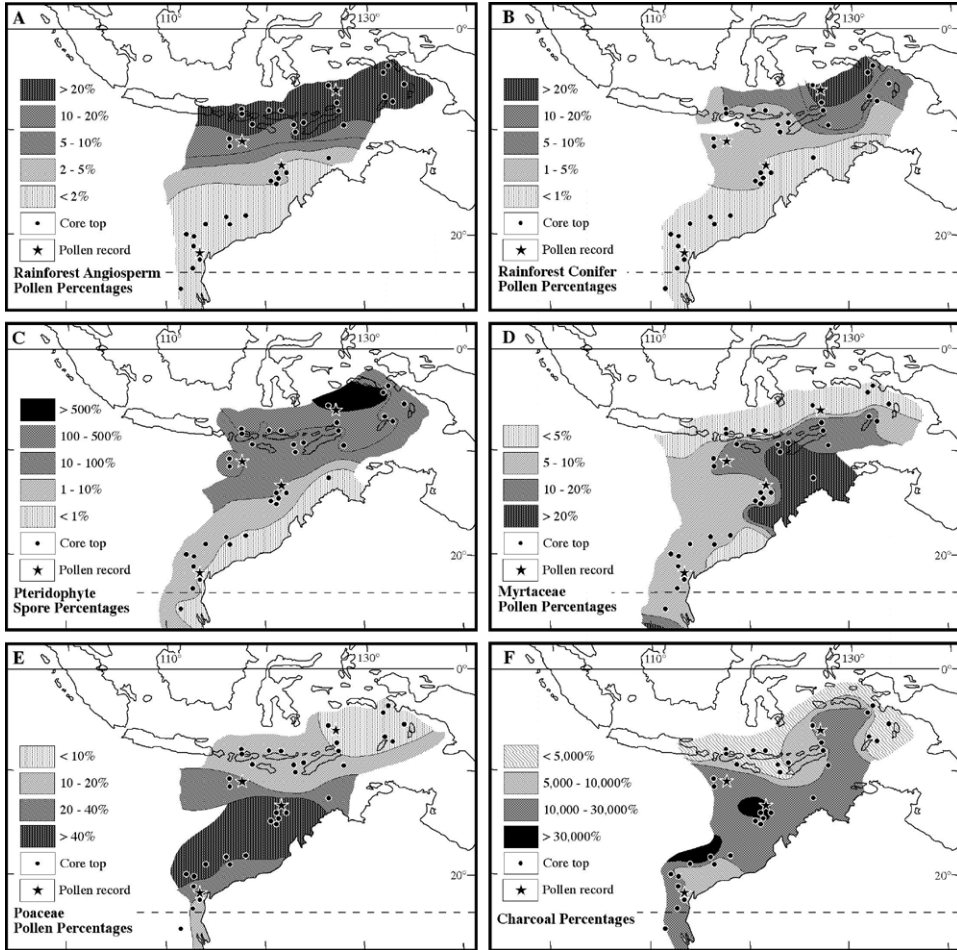 A
110°
130°
0°
> 20%
10 - 20%
5 - 10%
2 - 5%
< 2%
Core top
Pollen record
20°
Rainforest Angiosperm
Pollen Percentages
B
110°
130°
0°
> 20%
10 - 20%
5 - 10%
1 - 5%
< 1%
Core top
Pollen record
20°
Rainforest Conifer
Pollen Percentages
C
110°
130°
0°
> 500%
100 - 500%
10 - 100%
1 - 10%
< 1%
Core top
Pollen record
20°
Pteridophyte
Spore Percentages
D
110°
130°
0°
< 5%
5 - 10%
10 - 20%
> 20%
Core top
Pollen record
20°
Myrtaceae
Pollen Percentages
E
110°
130°
0°
< 10%
10 - 20%
20 - 40%
> 40%
Core top
Pollen record
20°
Poaceae
Pollen Percentages
F
110°
130°
0°
< 5,000%
5,000 - 10,000%
10,000 - 30,000%
> 30,000%
Core top
Pollen record
20°
Charcoal Percentages